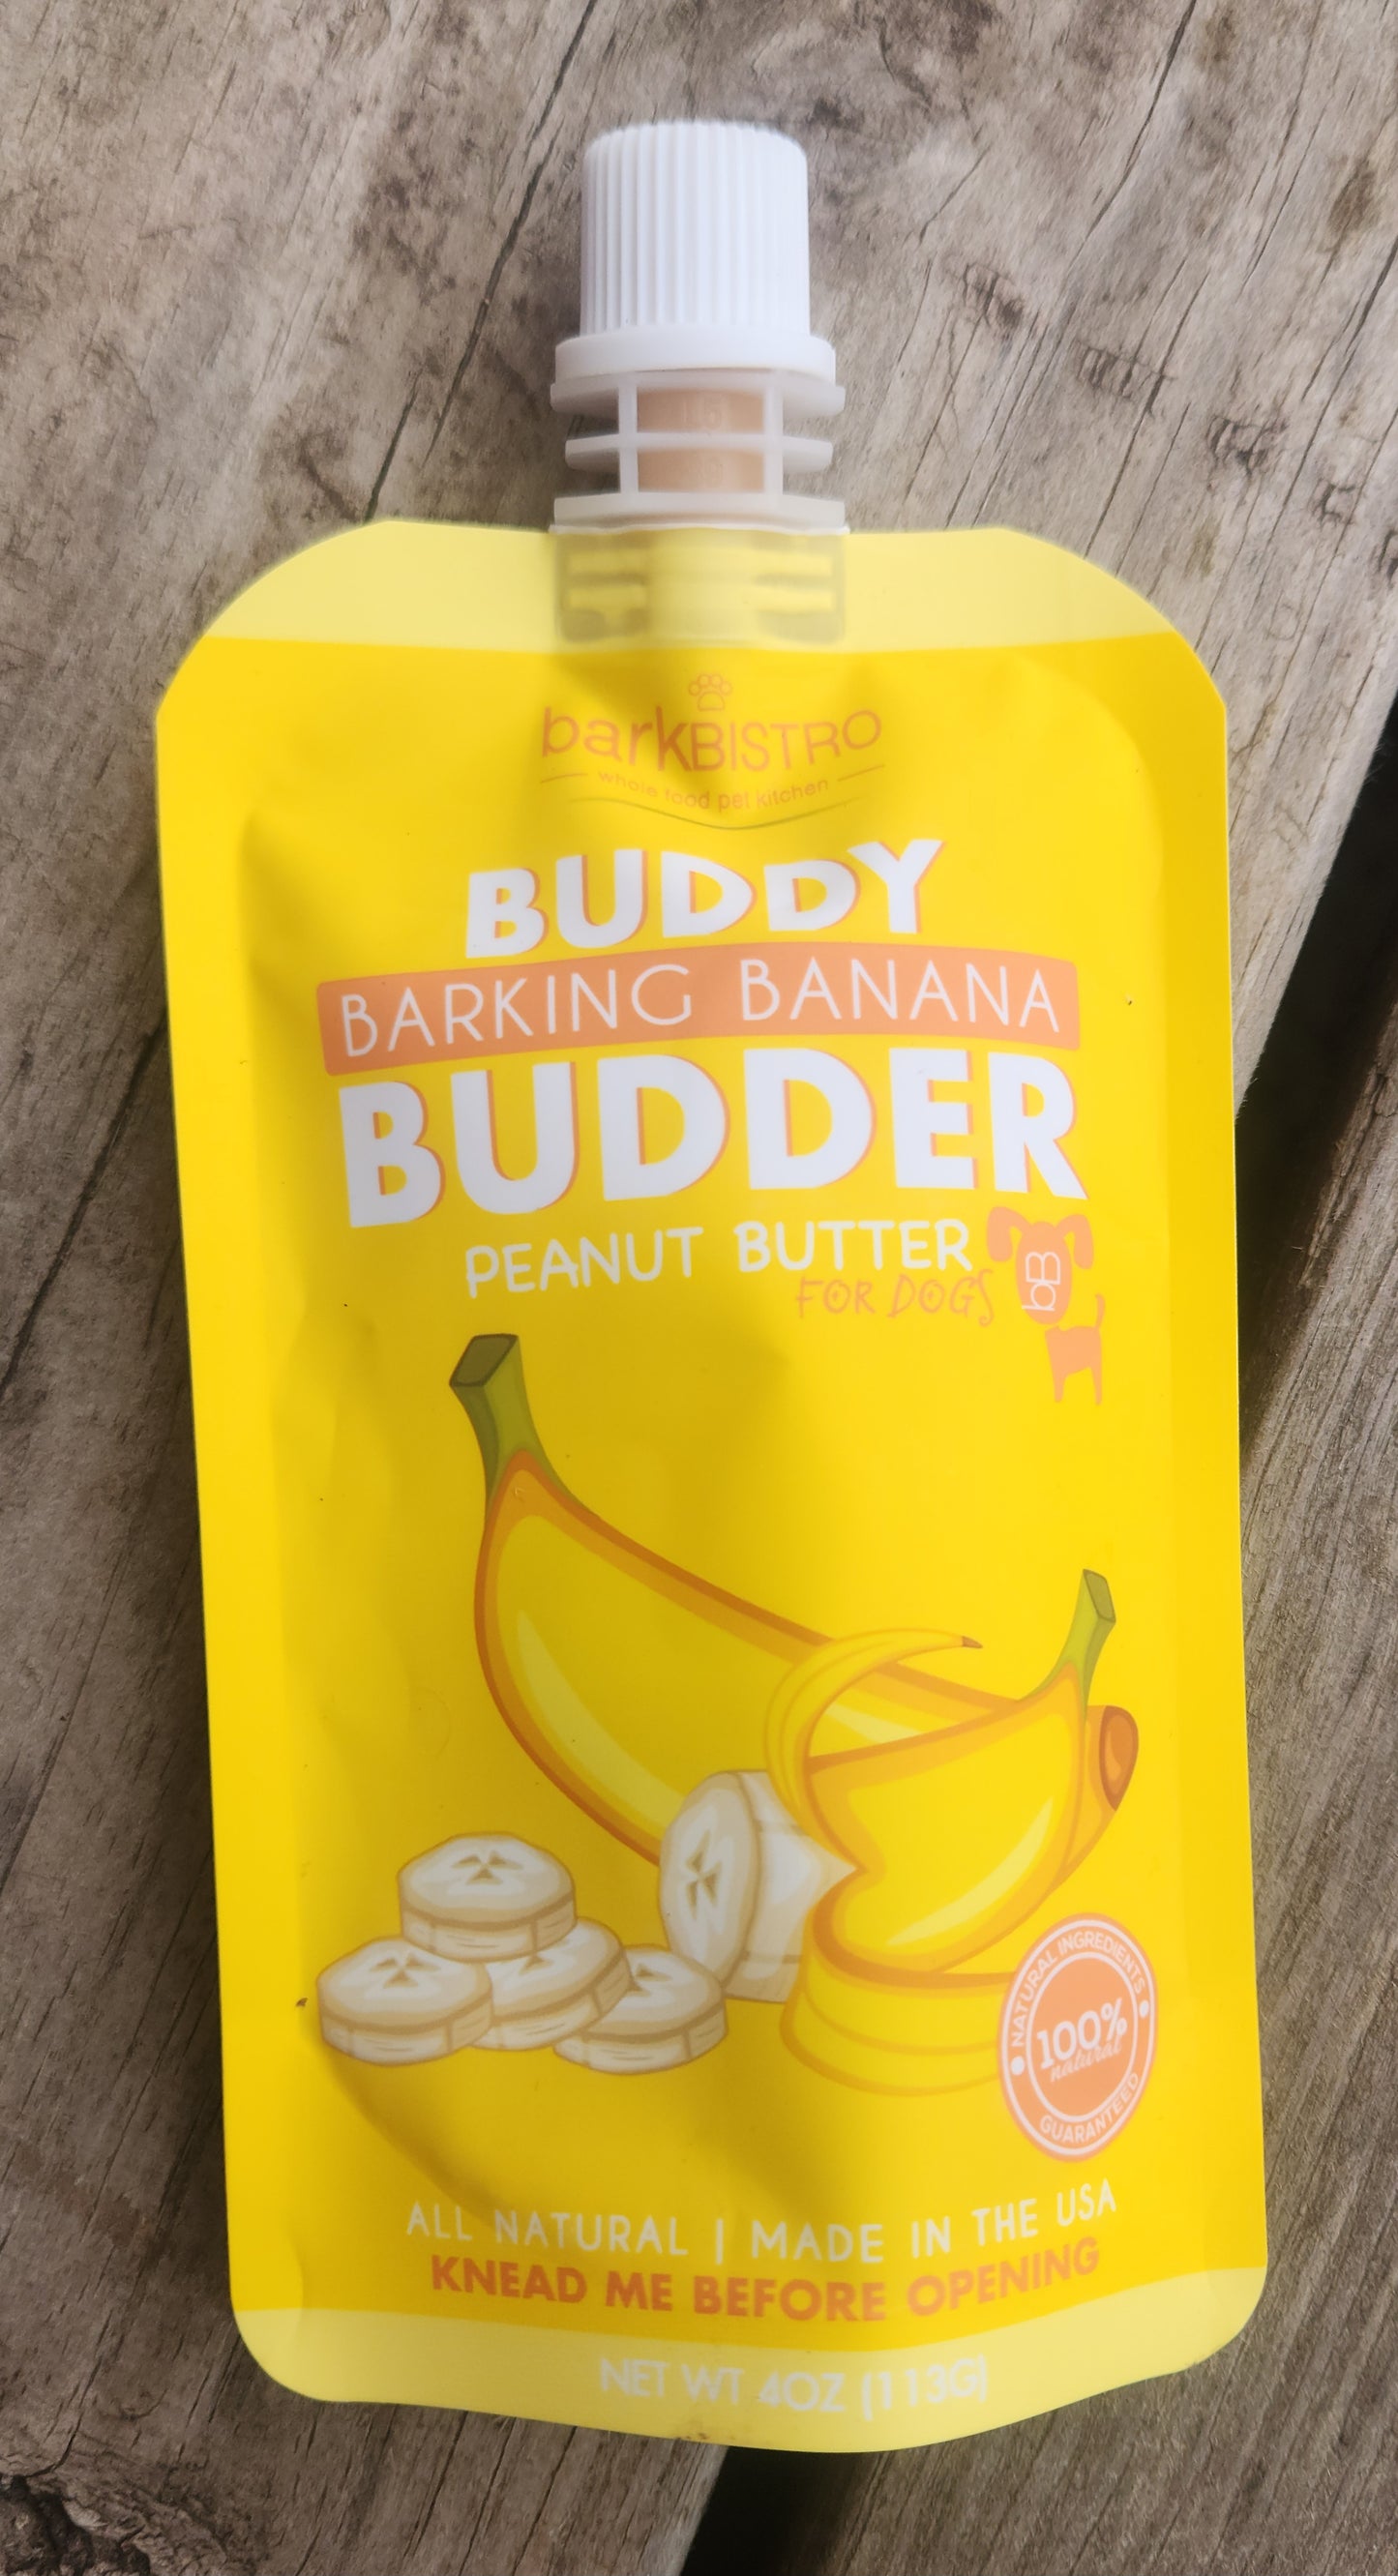 barkBISTRO
whole food pet kitchen
BUDDY
BARKING BANANA
BUDDER
PEANUT BUTTER
FOR DOGS
bB
NATURAL INGREDIENTS
100%
natural
GUARANTEED
ALL NATURAL | MADE IN THE USA
KNEAD ME BEFORE OPENING
NET WT 4OZ (113G)